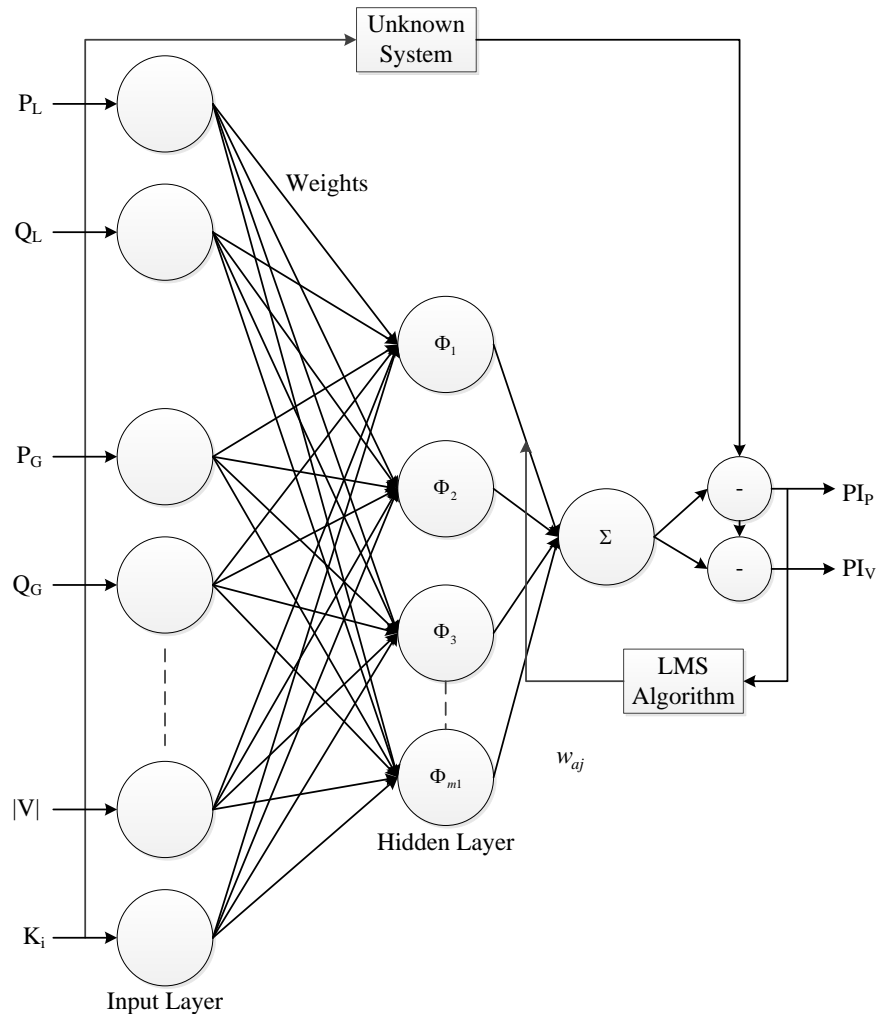 Unknown
System
P_L
Weights
Q_L
Φ_1
P_G
Φ_2
-
PI_P
Σ
Q_G
-
PI_V
Φ_3
LMS
Algorithm
w_aj
|V|
Φ_m1
Hidden Layer
K_i
Input Layer